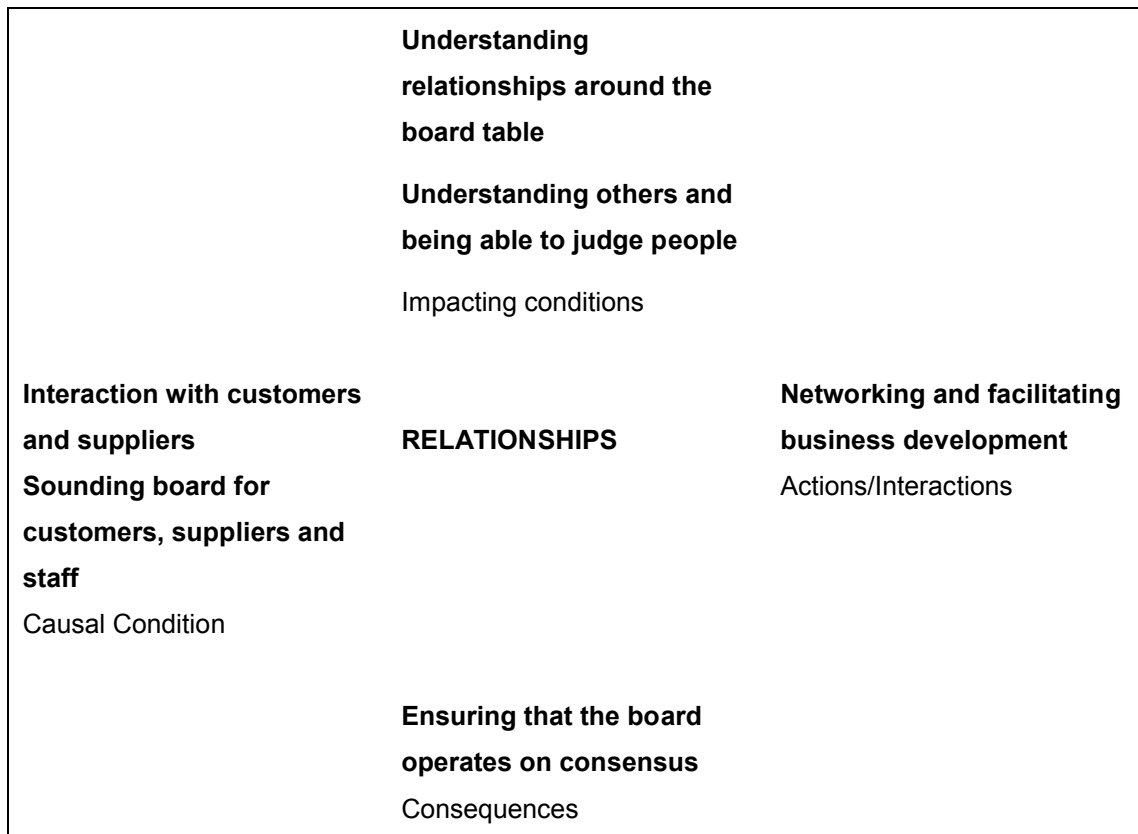 Understanding
relationships around the
board table
Understanding others and
being able to judge people
Impacting conditions
Interaction with customers
and suppliers
Sounding board for
customers, suppliers and
staff
Causal Condition
RELATIONSHIPS
Networking and facilitating
business development
Actions/Interactions
Ensuring that the board
operates on consensus
Consequences